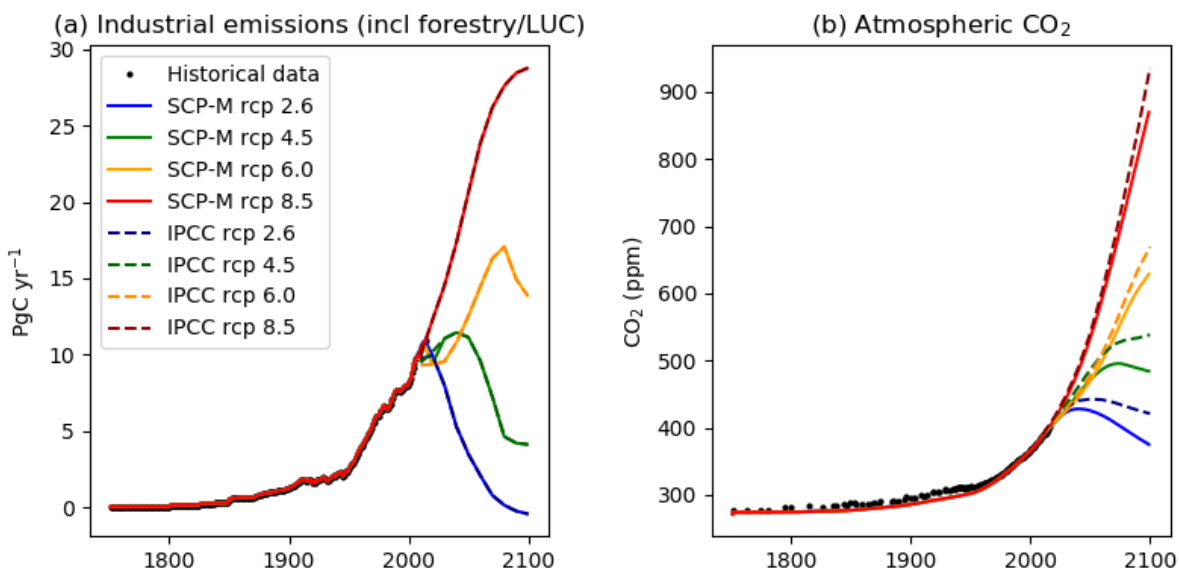 (a) Industrial emissions (incl forestry/LUC)
30
25
20
15
10
5
0
PgC yr⁻¹
Historical data
SCP-M rcp 2.6
SCP-M rcp 4.5
SCP-M rcp 6.0
SCP-M rcp 8.5
IPCC rcp 2.6
IPCC rcp 4.5
IPCC rcp 6.0
IPCC rcp 8.5
1800 1900 2000 2100
(b) Atmospheric CO₂
900
800
700
600
500
400
300
CO₂ (ppm)
1800 1900 2000 2100